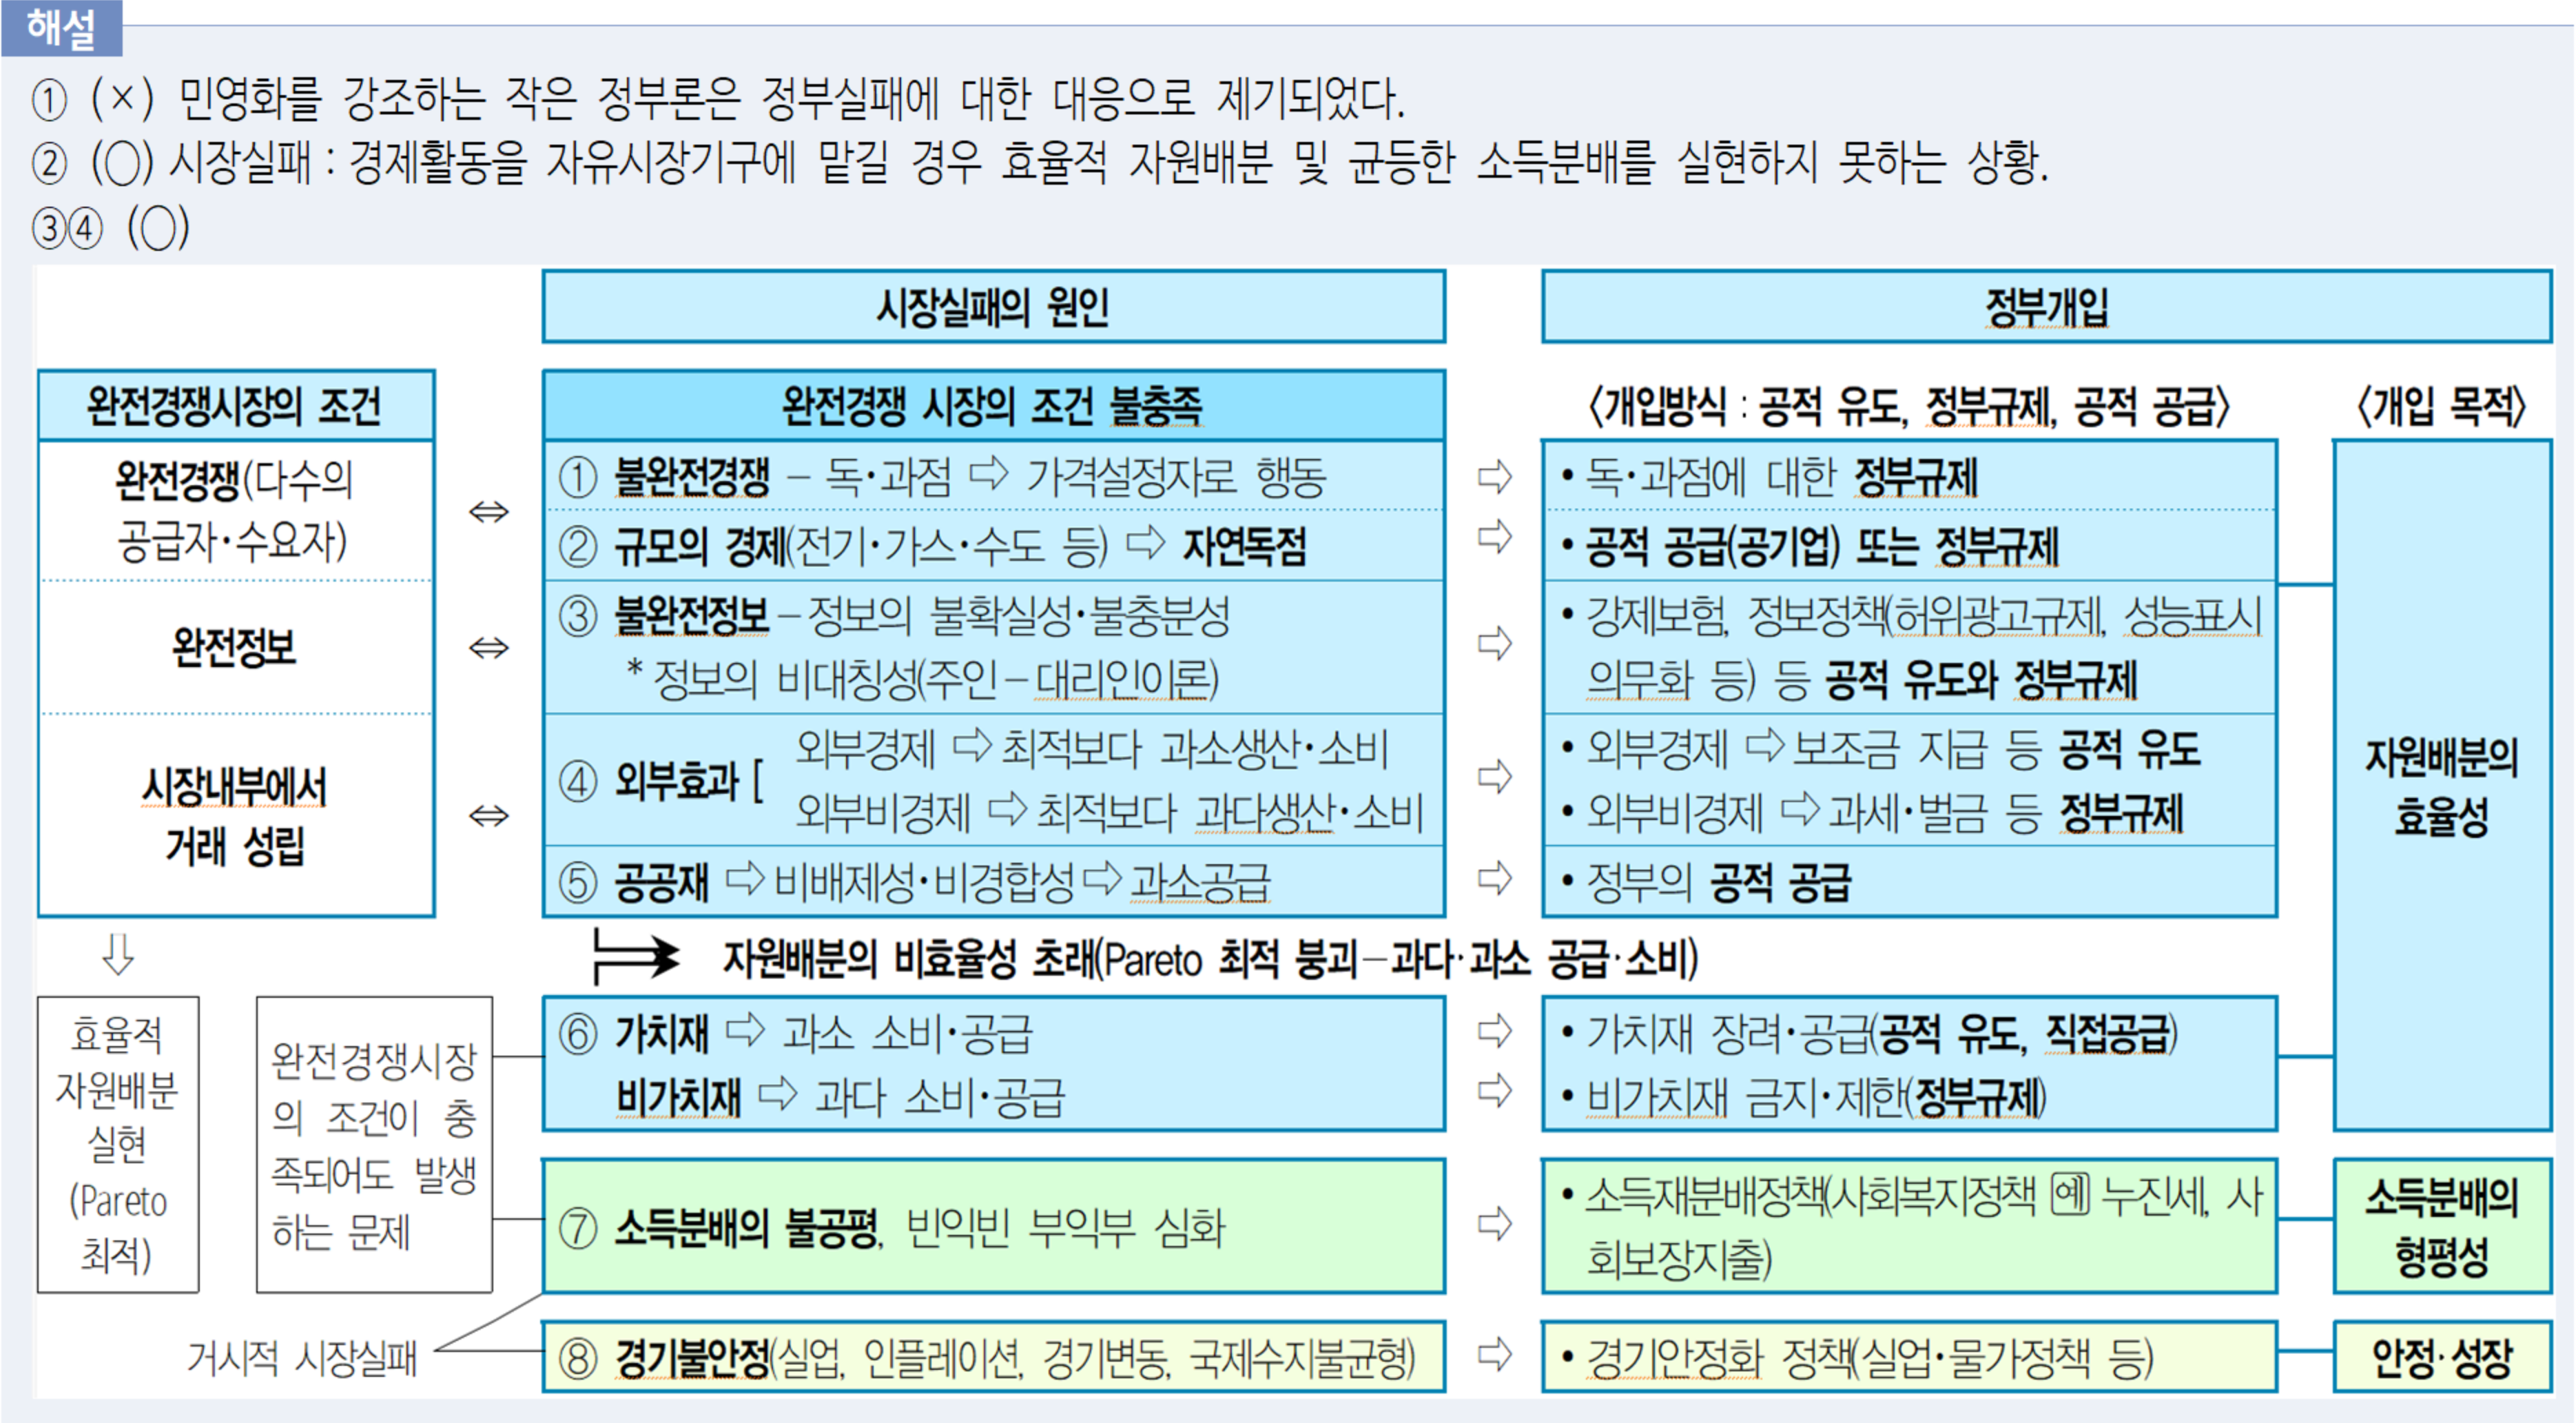 해설
① (×) 민영화를 강조하는 작은 정부론은 정부실패에 대한 대응으로 제기되었다.
② (○) 시장실패 : 경제활동을 자유시장기구에 맡길 경우 효율적 자원배분 및 균등한 소득분배를 실현하지 못하는 상황.
③④ (○)
시장실패의 원인
정부개입
완전경쟁시장의 조건
완전경쟁 시장의 조건 불충족
〈개입방식 : 공적 유도, 정부규제, 공적 공급〉
〈개입 목적〉
완전경쟁(다수의
공급자·수요자)
⇔
① 불완전경쟁 – 독·과점 ⇨ 가격설정자로 행동
⇨
• 독·과점에 대한 정부규제
② 규모의 경제(전기·가스·수도 등) ⇨ 자연독점
⇨
• 공적 공급(공기업) 또는 정부규제
완전정보
⇔
③ 불완전정보 – 정보의 불확실성·불충분성
* 정보의 비대칭성(주인 – 대리인이론)
⇨
• 강제보험, 정보정책(허위광고규제, 성능표시
의무화 등) 등 공적 유도와 정부규제
시장내부에서
거래 성립
⇔
④ 외부효과 [
외부경제 ⇨ 최적보다 과소생산·소비
외부비경제 ⇨ 최적보다 과다생산·소비
⇨
• 외부경제 ⇨ 보조금 지급 등 공적 유도
• 외부비경제 ⇨ 과세·벌금 등 정부규제
⑤ 공공재 ⇨ 비배제성·비경합성 ⇨ 과소공급
⇨
• 정부의 공적 공급
자원배분의
효율성
자원배분의 비효율성 초래(Pareto 최적 붕괴 – 과다·과소 공급·소비)
효율적
자원배분
실현
(Pareto
최적)
완전경쟁시장
의 조건이 충
족되어도 발생
하는 문제
⑥ 가치재 ⇨ 과소 소비·공급
비가치재 ⇨ 과다 소비·공급
⇨
⇨
• 가치재 장려·공급(공적 유도, 직접공급)
• 비가치재 금지·제한(정부규제)
⑦ 소득분배의 불공평, 빈익빈 부익부 심화
⇨
• 소득재분배정책(사회복지정책 예 누진세, 사
회보장지출)
소득분배의
형평성
거시적 시장실패
⑧ 경기불안정(실업, 인플레이션, 경기변동, 국제수지불균형)
⇨
• 경기안정화 정책(실업·물가정책 등)
안정·성장